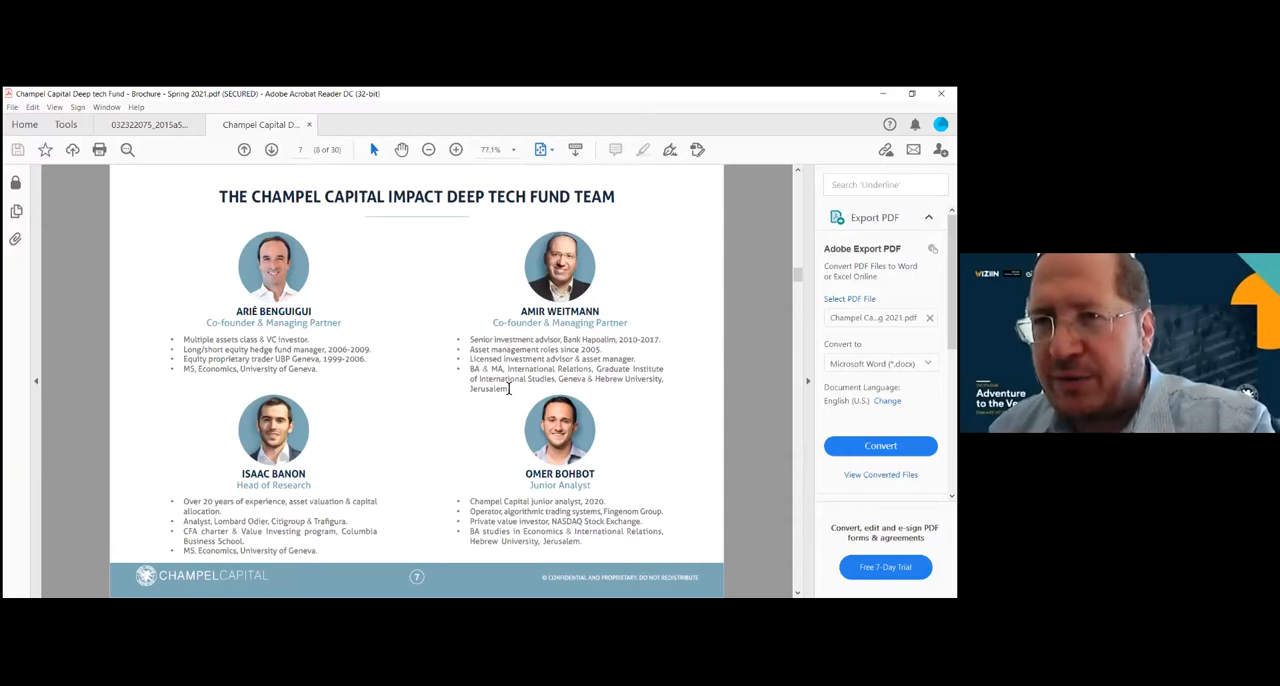 Champel Capital Deep tech Fund - Brochure - Spring 2021.pdf (SECURED) - Adobe Acrobat Reader DC (32-bit)
File Edit View Sign Window Help
Home Tools 032322075_2015a5... Champel Capital D... ×
7 (8 of 30) 77.1%
THE CHAMPEL CAPITAL IMPACT DEEP TECH FUND TEAM
ARIÉ BENGUIGUI
Co-founder & Managing Partner
• Multiple assets class & VC investor.
• Long/short equity hedge fund manager, 2006-2009.
• Equity proprietary trader UBP Geneva, 1999-2006.
• MS, Economics, University of Geneva.
AMIR WEITMANN
Co-founder & Managing Partner
• Senior investment advisor, Bank Hapoalim, 2010-2017.
• Asset management roles since 2005.
• Licensed investment advisor & asset manager.
• BA & MA, International Relations, Graduate Institute
of International Studies, Geneva & Hebrew University,
Jerusalem.
ISAAC BANON
Head of Research
• Over 20 years of experience, asset valuation & capital
allocation.
• Analyst, Lombard Odier, Citigroup & Trafigura.
• CFA charter & Value Investing program, Columbia
Business School.
• MS. Economics, University of Geneva.
OMER BOHBOT
Junior Analyst
• Champel Capital junior analyst, 2020.
• Operator, algorithmic trading systems, Fingenom Group.
• Private value investor, NASDAQ Stock Exchange.
• BA studies in Economics & International Relations,
Hebrew University, Jerusalem.
CHAMPELCAPITAL
7
© CONFIDENTIAL AND PROPRIETARY. DO NOT REDISTRIBUTE
Search 'Underline'
Export PDF
Adobe Export PDF
Convert PDF Files to Word
or Excel Online
Select PDF File
Champel Ca...g 2021.pdf ×
Convert to
Microsoft Word (*.docx)
Document Language:
English (U.S.) Change
Convert
View Converted Files
Convert, edit and e-sign PDF
forms & agreements
Free 7-Day Trial
WIZIIN
Adventure
to the Ve